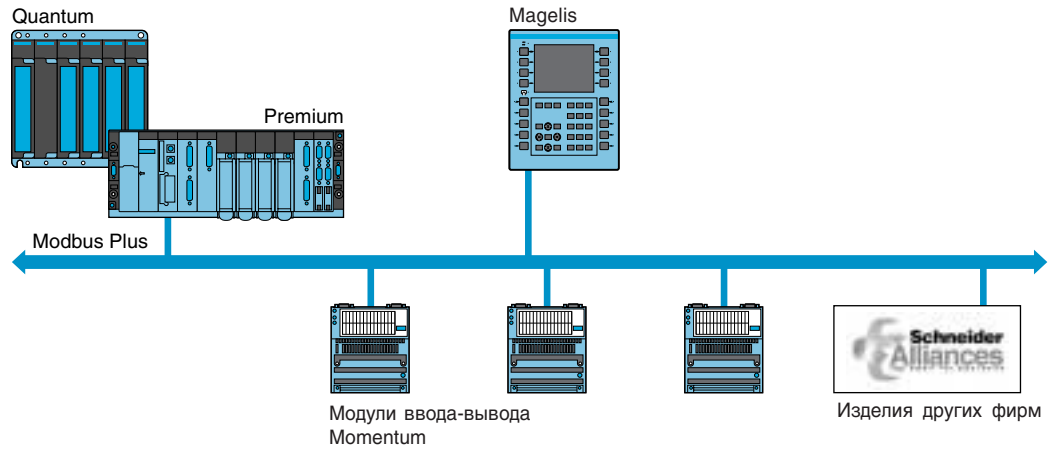 Quantum
Magelis
Premium
Modbus Plus
Schneider
Alliances
Модули ввода-вывода
Momentum
Изделия других фирм